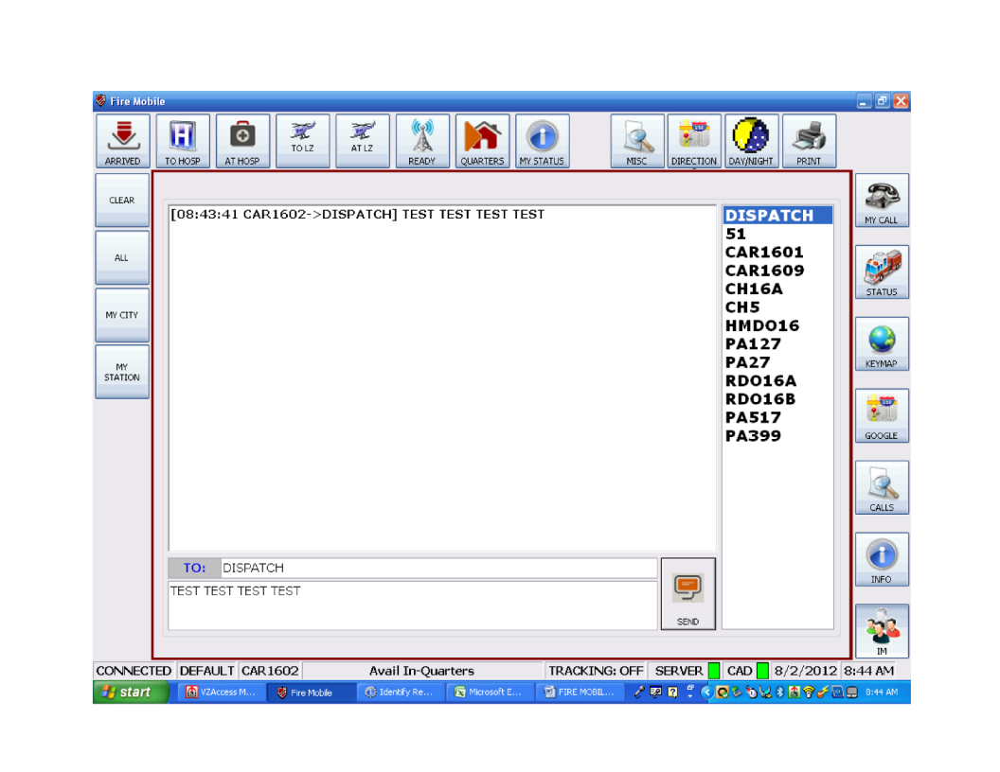 Fire Mobile
ARRIVED TO HOSP AT HOSP TO LZ AT LZ READY QUARTERS MY STATUS MISC DIRECTION DAY/NIGHT PRINT
CLEAR
ALL
MY CITY
MY
STATION
[08:43:41 CAR1602->DISPATCH] TEST TEST TEST TEST
DISPATCH
51
CAR1601
CAR1609
CH16A
CH5
HMDO16
PA127
PA27
RDO16A
RDO16B
PA517
PA399
MY CALL
STATUS
KEYMAP
GOOGLE
CALLS
INFO
IM
TO: DISPATCH
TEST TEST TEST TEST
SEND
CONNECTED DEFAULT CAR1602 Avail In-Quarters TRACKING: OFF SERVER CAD 8/2/2012 8:44 AM
start VZAccess M... Fire Mobile Identify Re... Microsoft E... FIRE MOBIL... 8:44 AM